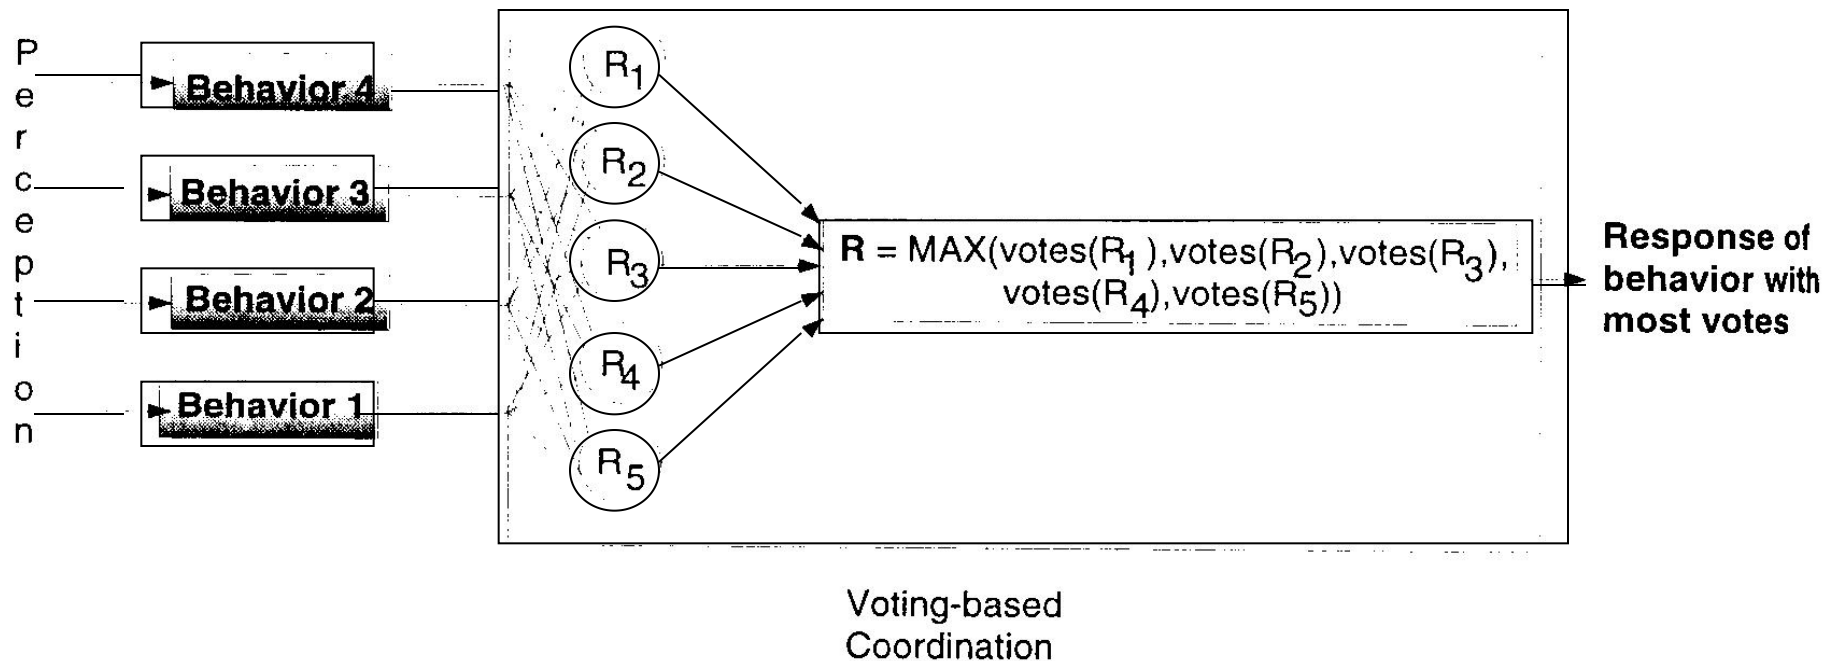 Perception
Behavior 4
Behavior 3
Behavior 2
Behavior 1
R1
R2
R3
R4
R5
R = MAX(votes(R1),votes(R2),votes(R3),
votes(R4),votes(R5))
Response of
behavior with
most votes
Voting-based
Coordination